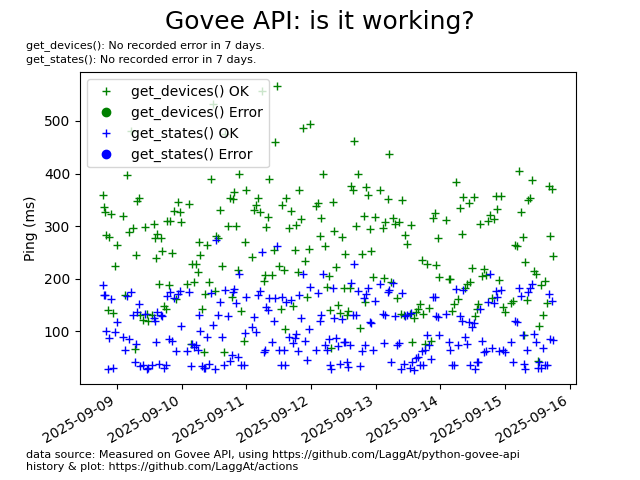 Govee API: is it working?
get_devices(): No recorded error in 7 days.
get_states(): No recorded error in 7 days.
get_devices() OK
get_devices() Error
get_states() OK
get_states() Error
500
400
300
200
100
Ping (ms)
2025-09-09
2025-09-10
2025-09-11
2025-09-12
2025-09-13
2025-09-14
2025-09-15
2025-09-16
data source: Measured on Govee API, using https://github.com/LaggAt/python-govee-api
history & plot: https://github.com/LaggAt/actions